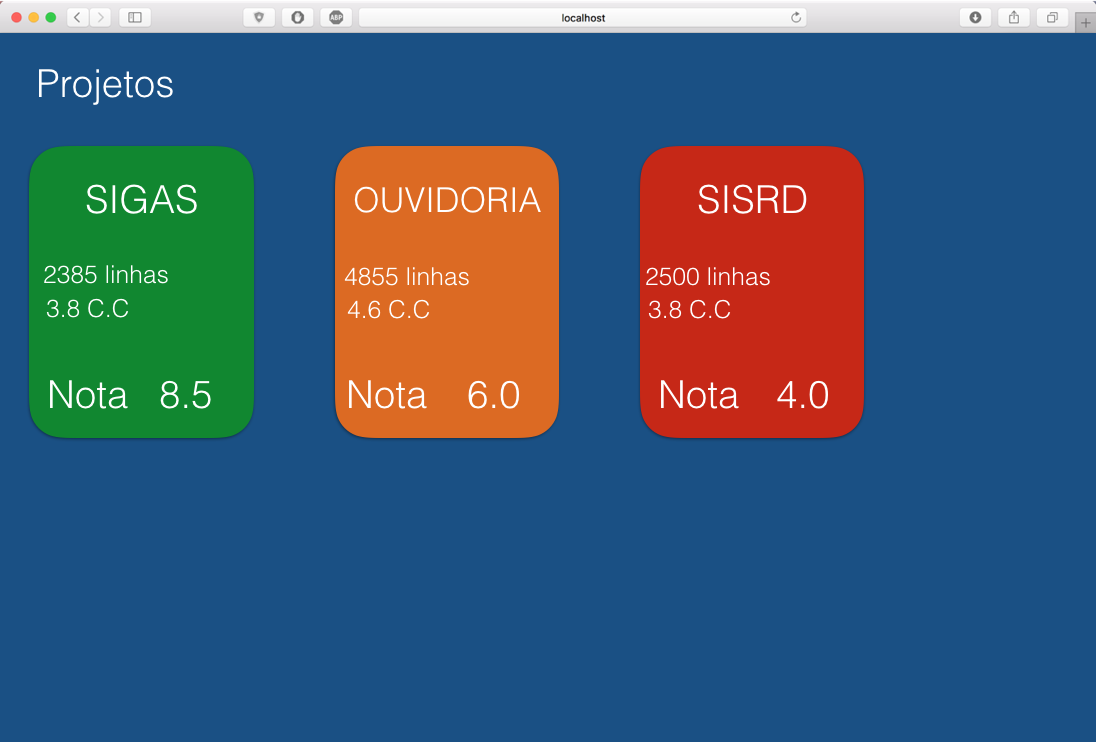 localhost
ABP
Projetos
SIGAS
2385 linhas
3.8 C.C
Nota 8.5
OUVIDORIA
4855 linhas
4.6 C.C
Nota 6.0
SISRD
2500 linhas
3.8 C.C
Nota 4.0